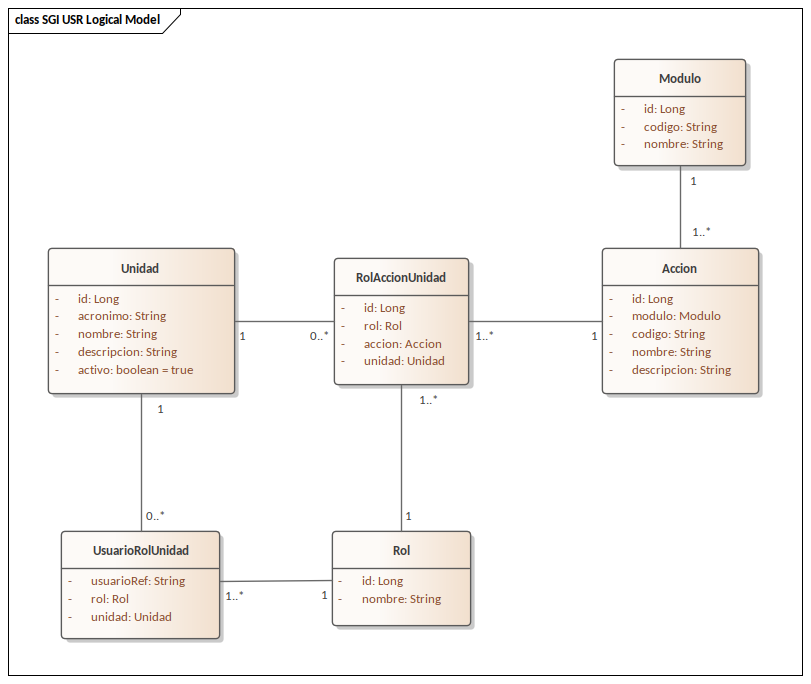 class SGI USR Logical Model
Modulo
- id: Long
- codigo: String
- nombre: String
1
1..*
Unidad
- id: Long
- acronimo: String
- nombre: String
- descripcion: String
- activo: boolean = true
1
0..*
RolAccionUnidad
- id: Long
- rol: Rol
- accion: Accion
- unidad: Unidad
1..*
1
Accion
- id: Long
- modulo: Modulo
- codigo: String
- nombre: String
- descripcion: String
1
0..*
1..*
1
UsuarioRolUnidad
- usuarioRef: String
- rol: Rol
- unidad: Unidad
1..*
1
Rol
- id: Long
- nombre: String